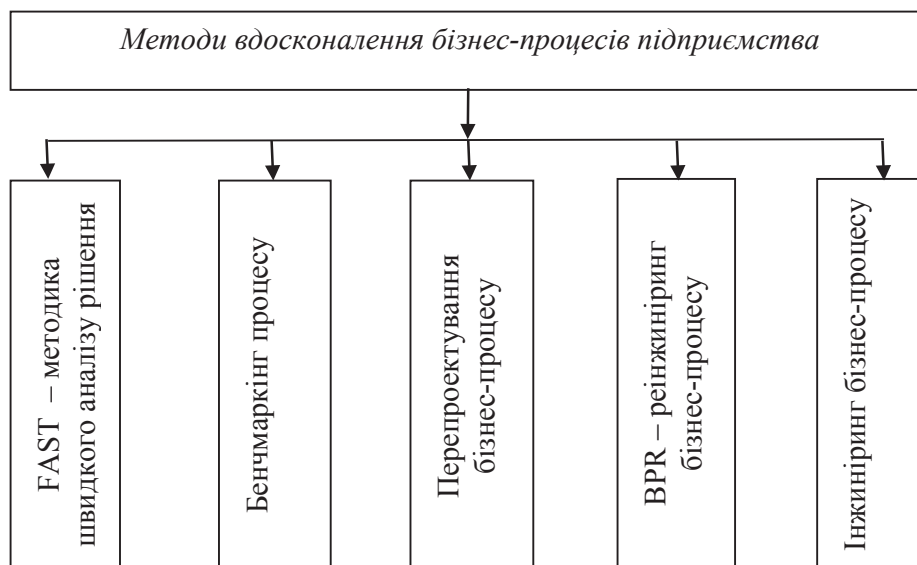 Методи вдосконалення бізнес-процесів підприємства
FAST – методика
швидкого аналізу рішення
Бенчмаркінг процесу
Перепроектування
бізнес-процесу
BPR – реінжиніринг
бізнес-процесу
Інжиніринг бізнес-процесу